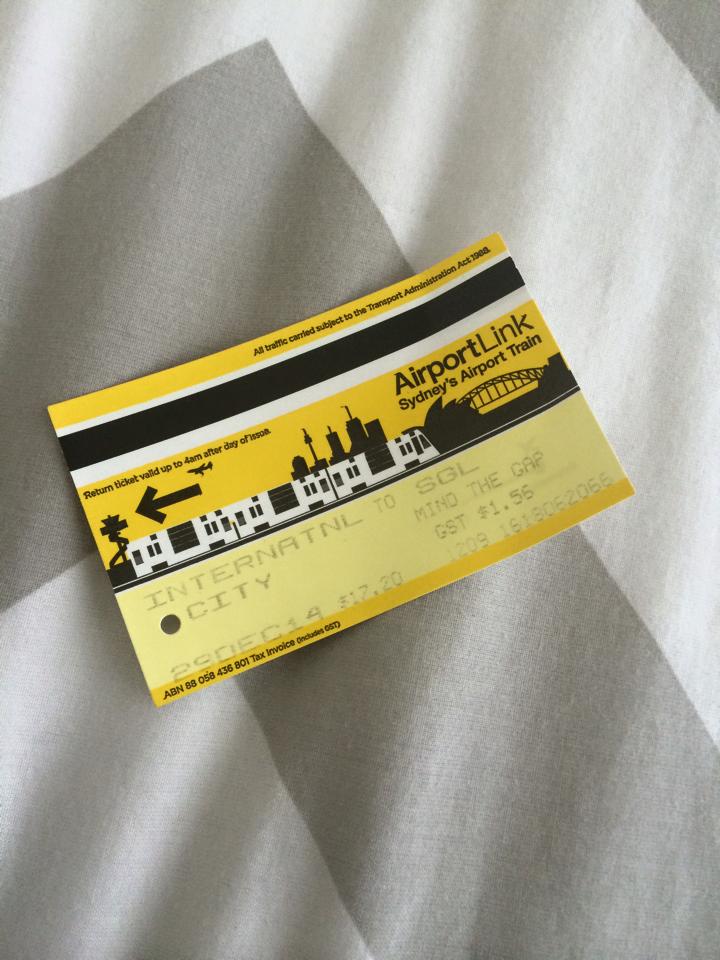 All traffic carried subject to the Transport Administration Act 1988.
AirportLink
Sydney's Airport Train
Return ticket valid up to 4am after day of issue.
INTERNATNL TO SGL
CITY MIND THE GAP
GST $1.56
29DEC14 $17.20
ABN 88 058 436 801 Tax Invoice (includes GST)